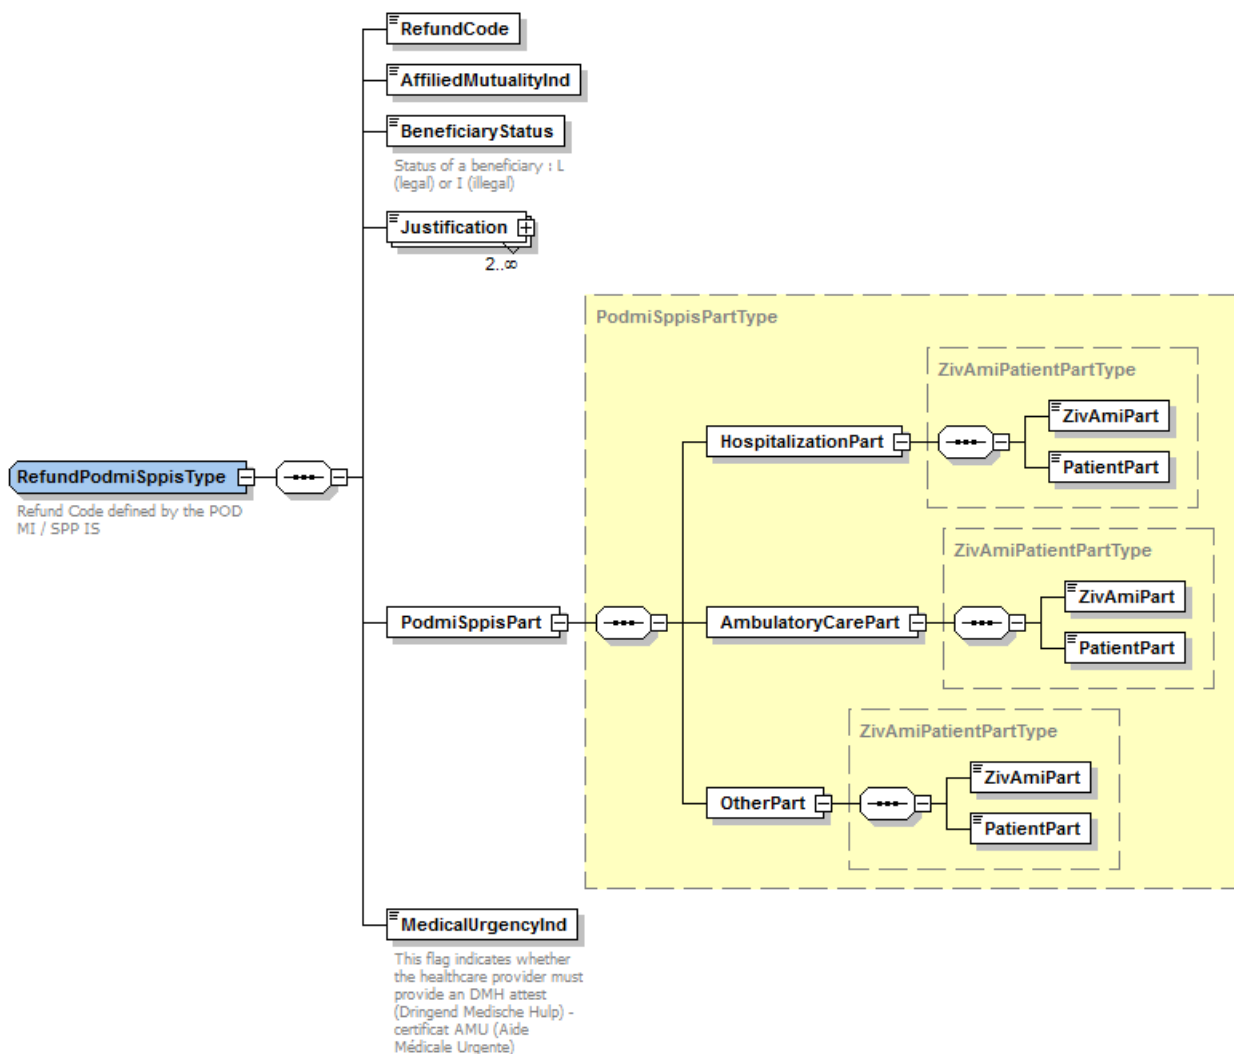 RefundCode
AffiliedMutualityInd
BeneficiaryStatus
Status of a beneficiary : L
(legal) or I (illegal)
Justification
2..∞
PodmiSppisPartType
ZivAmiPatientPartType
ZivAmiPart
HospitalizationPart
PatientPart
RefundPodmiSppisType
Refund Code defined by the POD
MI / SPP IS
ZivAmiPatientPartType
ZivAmiPart
PodmiSppisPart
AmbulatoryCarePart
PatientPart
ZivAmiPatientPartType
ZivAmiPart
OtherPart
PatientPart
MedicalUrgencyInd
This flag indicates whether
the healthcare provider must
provide an DMH attest
(Dringend Medische Hulp) -
certificat AMU (Aide
Médicale Urgente)